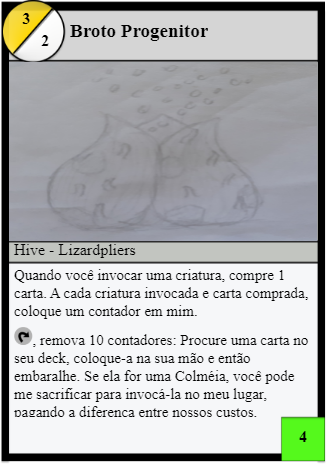 3
2
Broto Progenitor
Hive - Lizardpliers
Quando você invocar uma criatura, compre 1
carta. A cada criatura invocada e carta comprada,
coloque um contador em mim.
, remova 10 contadores: Procure uma carta no
seu deck, coloque-a na sua mão e então
embaralhe. Se ela for uma Colméia, você pode
me sacrificar para invocá-la no meu lugar,
pagando a diferença entre nossos custos.
4